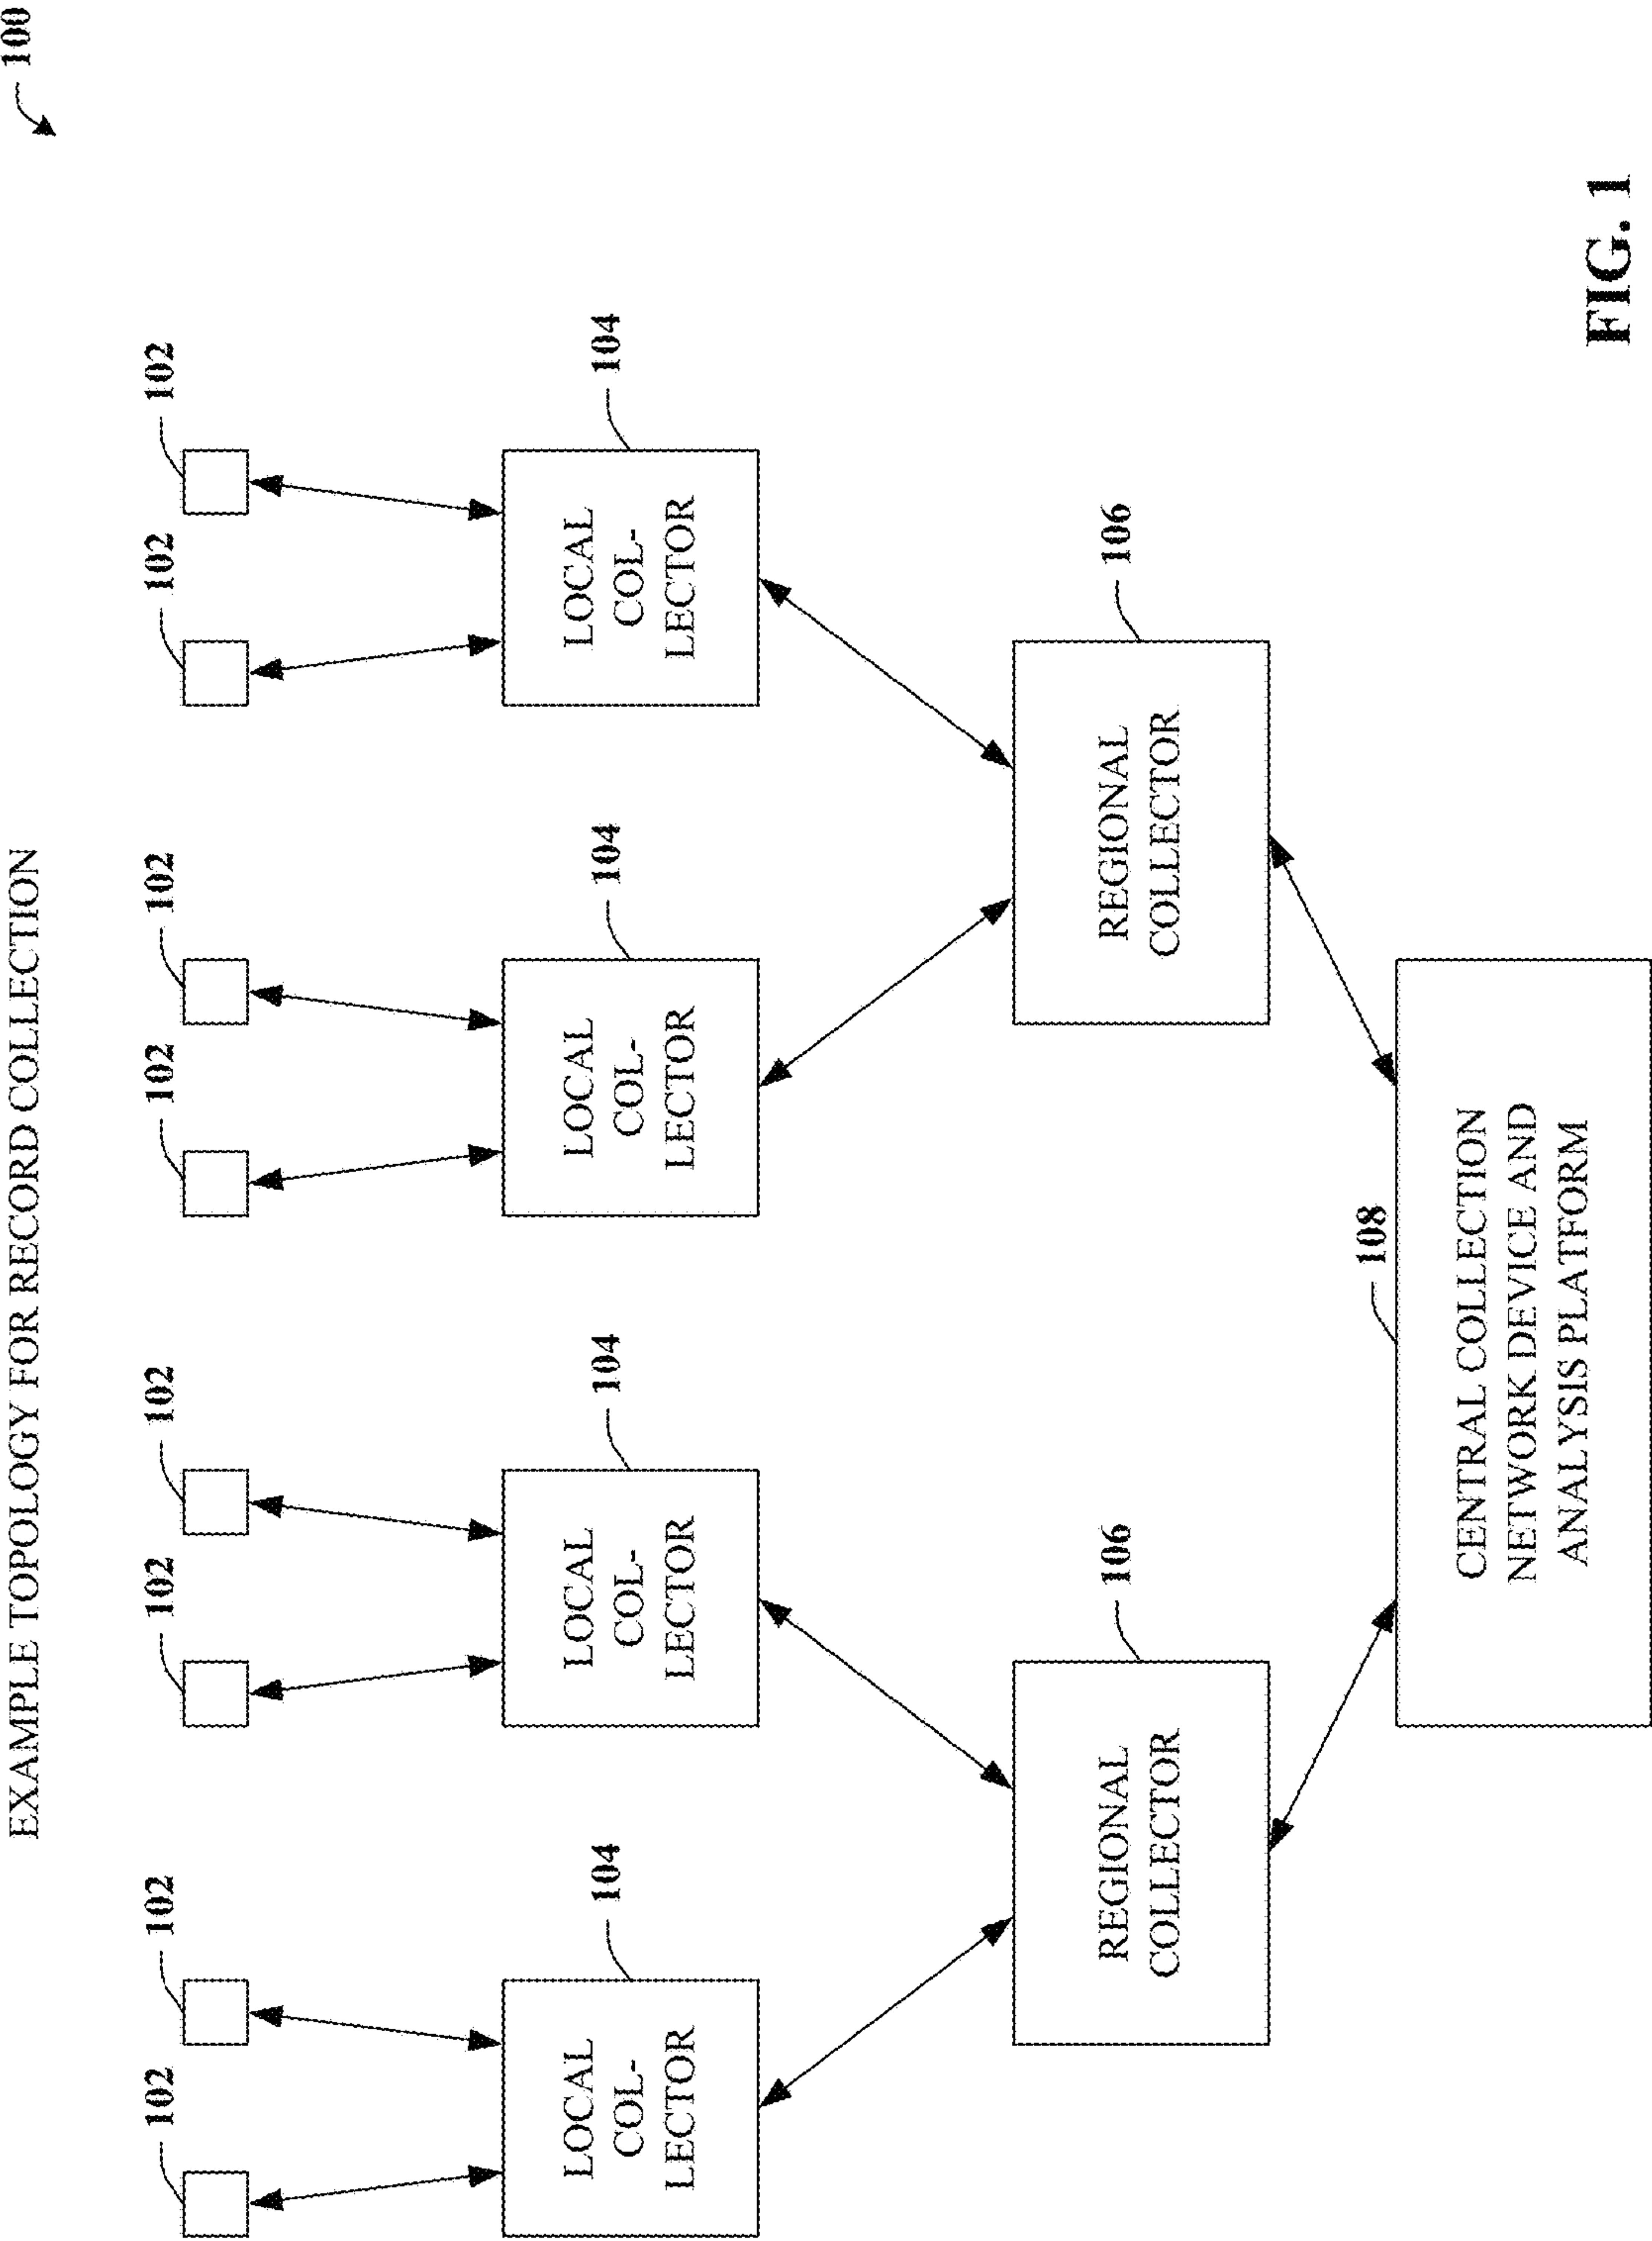 100
EXAMPLE TOPOLOGY FOR RECORD COLLECTION
102
102
102
102
102
102
102
102
104
104
104
104
LOCAL
COL-
LECTOR
LOCAL
COL-
LECTOR
LOCAL
COL-
LECTOR
LOCAL
COL-
LECTOR
106
106
REGIONAL
COLLECTOR
REGIONAL
COLLECTOR
108
CENTRAL COLLECTION
NETWORK DEVICE AND
ANALYSIS PLATFORM
FIG. 1